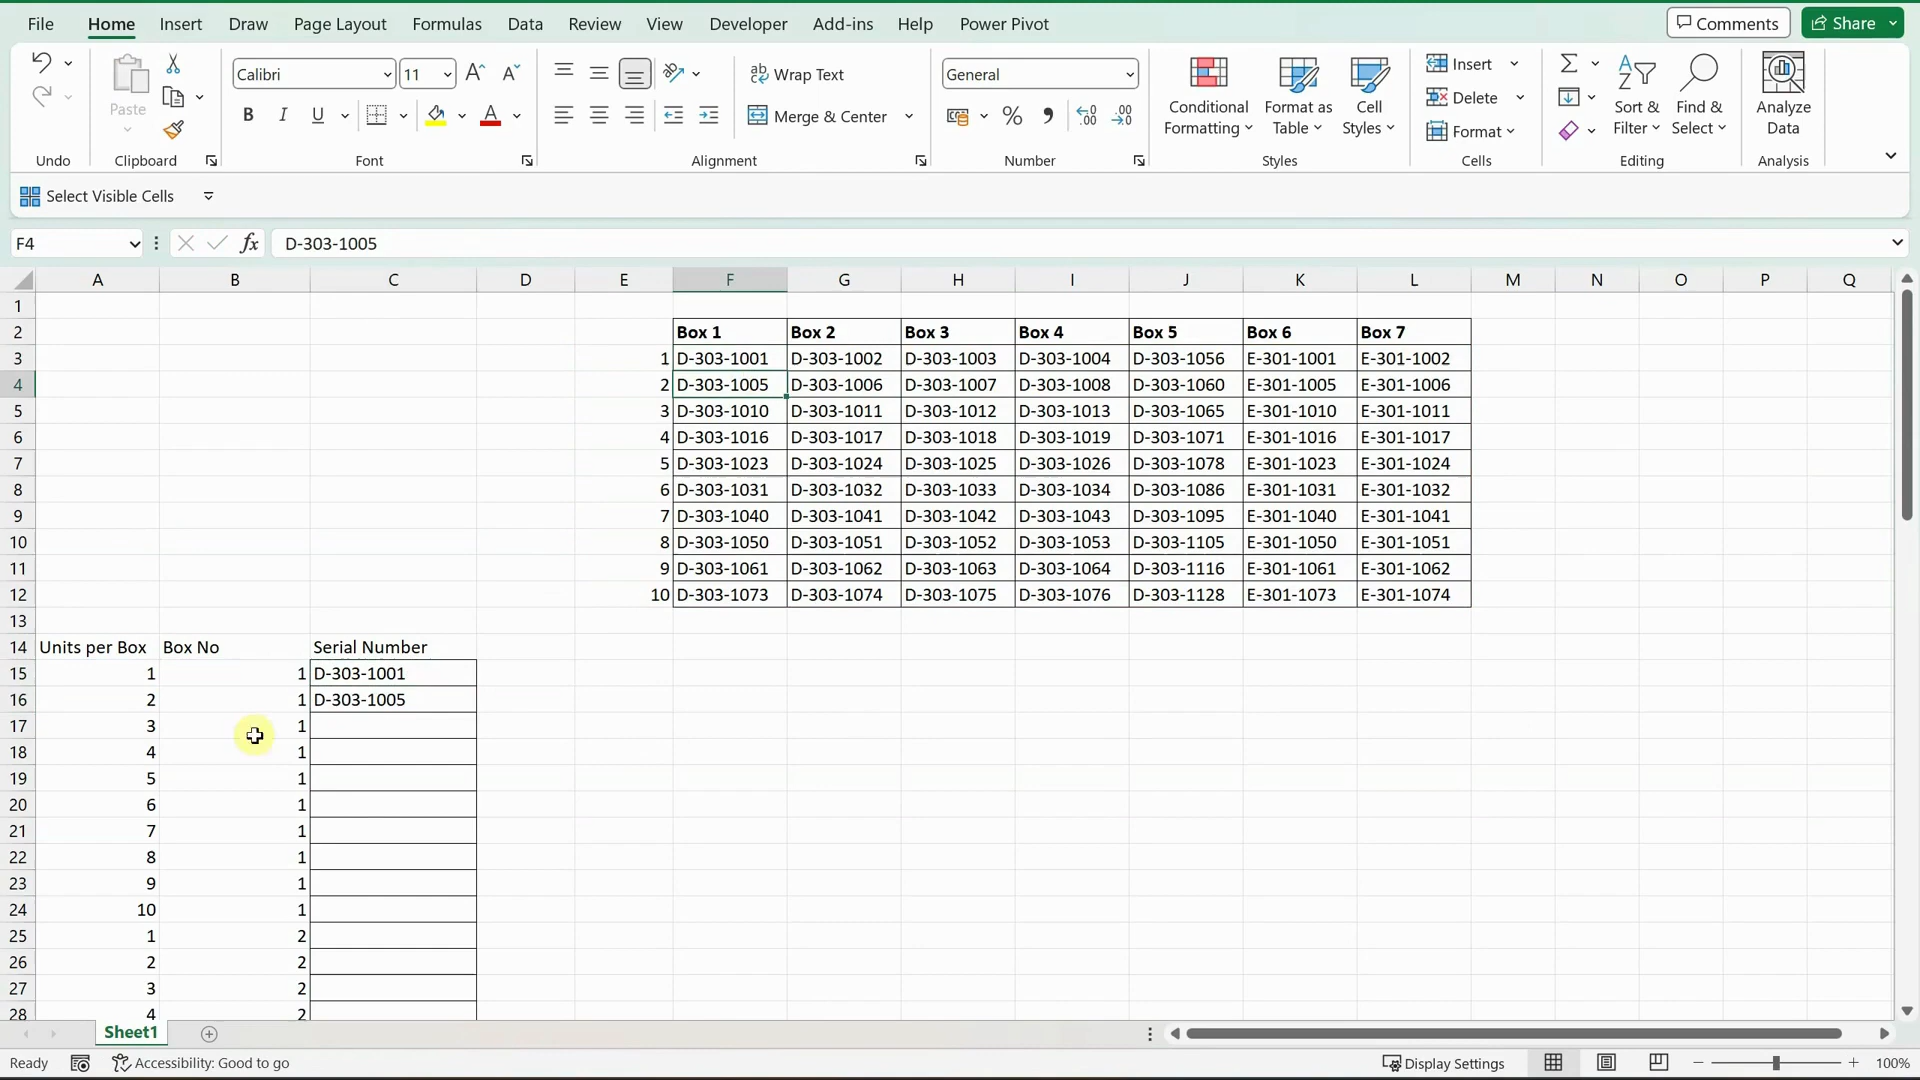 File Home Insert Draw Page Layout Formulas Data Review View Developer Add-ins Help Power Pivot Comments Share
Calibri 11 Wrap Text General Insert
Paste B I U A Merge & Center % Conditional Formatting Format as Table Cell Styles Delete Sort & Filter Find & Select Analyze Data
Format
Undo Clipboard Font Alignment Number Styles Cells Editing Analysis
Select Visible Cells
F4 fx D-303-1005
A B C D E F G H I J K L M N O P Q
1
2 Box 1 Box 2 Box 3 Box 4 Box 5 Box 6 Box 7
3 1 D-303-1001 D-303-1002 D-303-1003 D-303-1004 D-303-1056 E-301-1001 E-301-1002
4 2 D-303-1005 D-303-1006 D-303-1007 D-303-1008 D-303-1060 E-301-1005 E-301-1006
5 3 D-303-1010 D-303-1011 D-303-1012 D-303-1013 D-303-1065 E-301-1010 E-301-1011
6 4 D-303-1016 D-303-1017 D-303-1018 D-303-1019 D-303-1071 E-301-1016 E-301-1017
7 5 D-303-1023 D-303-1024 D-303-1025 D-303-1026 D-303-1078 E-301-1023 E-301-1024
8 6 D-303-1031 D-303-1032 D-303-1033 D-303-1034 D-303-1086 E-301-1031 E-301-1032
9 7 D-303-1040 D-303-1041 D-303-1042 D-303-1043 D-303-1095 E-301-1040 E-301-1041
10 8 D-303-1050 D-303-1051 D-303-1052 D-303-1053 D-303-1105 E-301-1050 E-301-1051
11 9 D-303-1061 D-303-1062 D-303-1063 D-303-1064 D-303-1116 E-301-1061 E-301-1062
12 10 D-303-1073 D-303-1074 D-303-1075 D-303-1076 D-303-1128 E-301-1073 E-301-1074
13
14 Units per Box Box No Serial Number
15 1 1 D-303-1001
16 2 1 D-303-1005
17 3 1
18 4 1
19 5 1
20 6 1
21 7 1
22 8 1
23 9 1
24 10 1
25 1 2
26 2 2
27 3 2
28 4 2
Sheet1
Ready Accessibility: Good to go Display Settings 100%